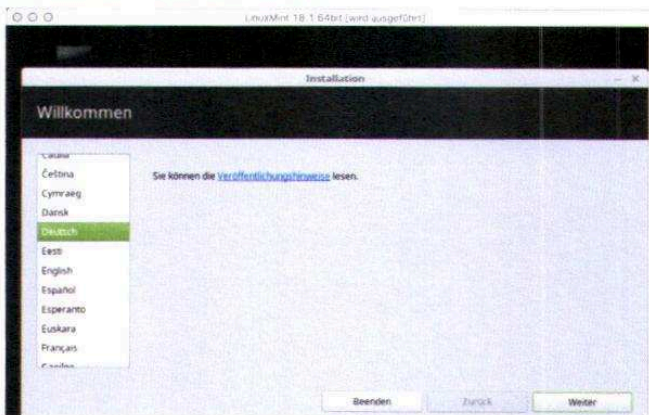 LinuxMint 18.1 64bit [wird ausgeführt]
Installation
Willkommen
Català
Čeština
Cymraeg
Dansk
Deutsch
Eesti
English
Español
Esperanto
Euskara
Français
Sie können die Veröffentlichungshinweise lesen.
Beenden
Zurück
Weiter